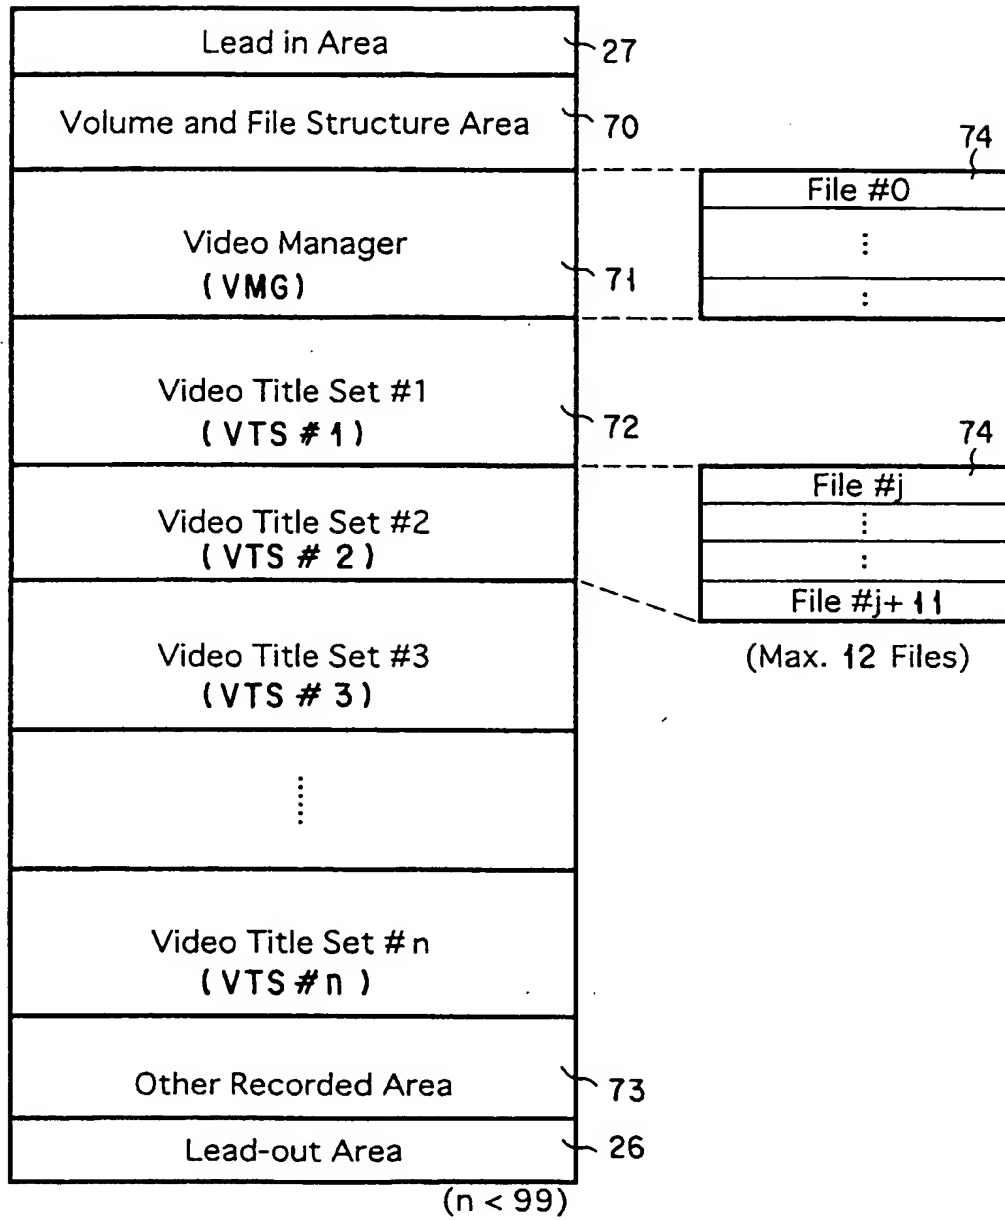 Lead in Area
27
Volume and File Structure Area
70
Video Manager
(VMG)
71
74
File #0
Video Title Set #1
(VTS #1)
72
Video Title Set #2
(VTS # 2)
74
File #j
File #j+ 11
(Max. 12 Files)
Video Title Set #3
(VTS # 3)
Video Title Set #n
(VTS #n )
Other Recorded Area
73
Lead-out Area
26
(n < 99)